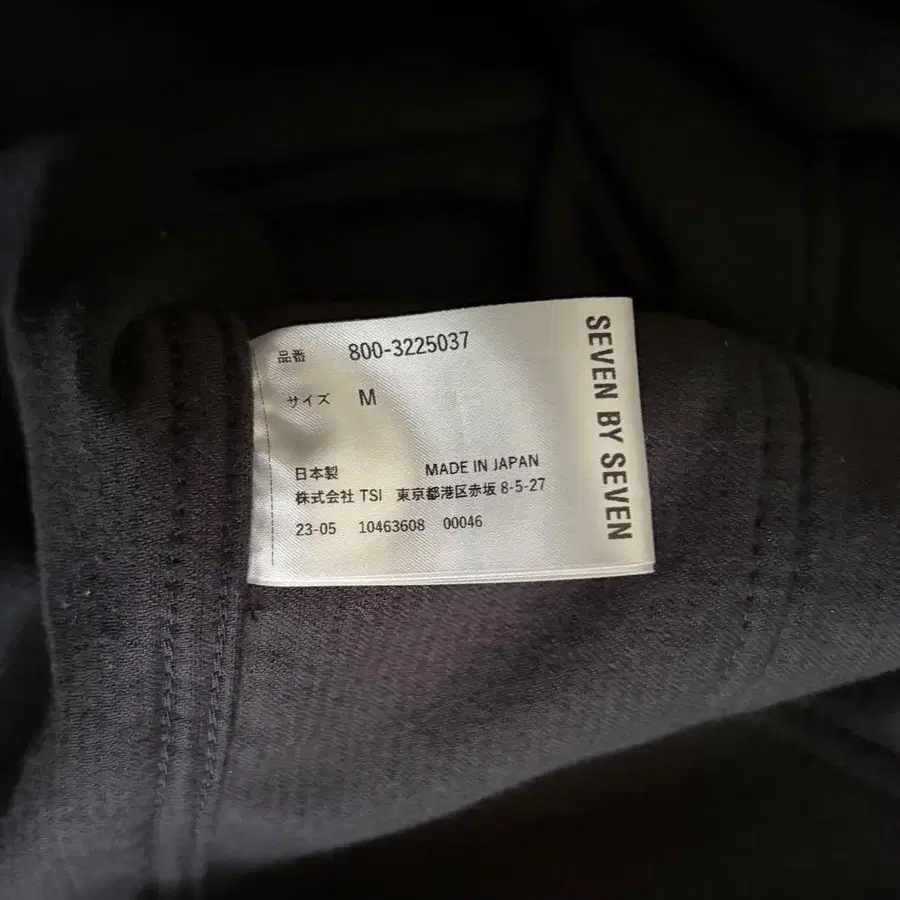 品番 800-3225037
サイズ M
日本製 MADE IN JAPAN
株式会社 TSI 東京都港区赤坂 8-5-27
23-05 10463608 00046
SEVEN BY SEVEN